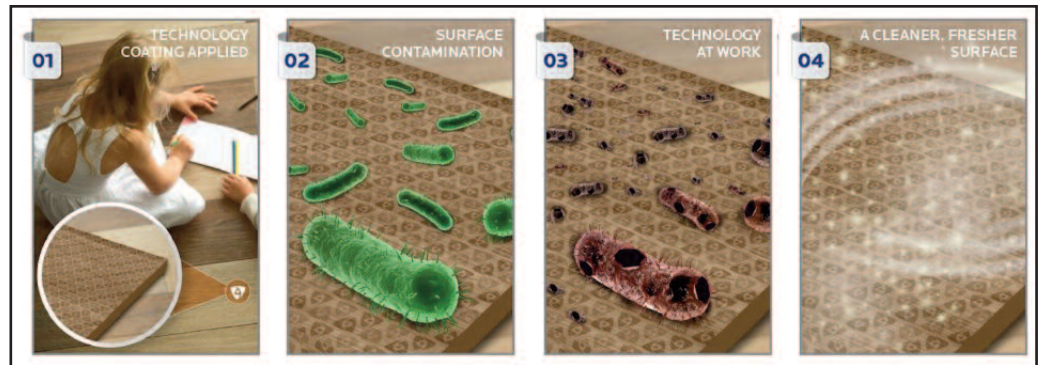 01
TECHNOLOGY
COATING APPLIED
02
SURFACE
CONTAMINATION
03
TECHNOLOGY
AT WORK
04
A CLEANER, FRESHER
SURFACE